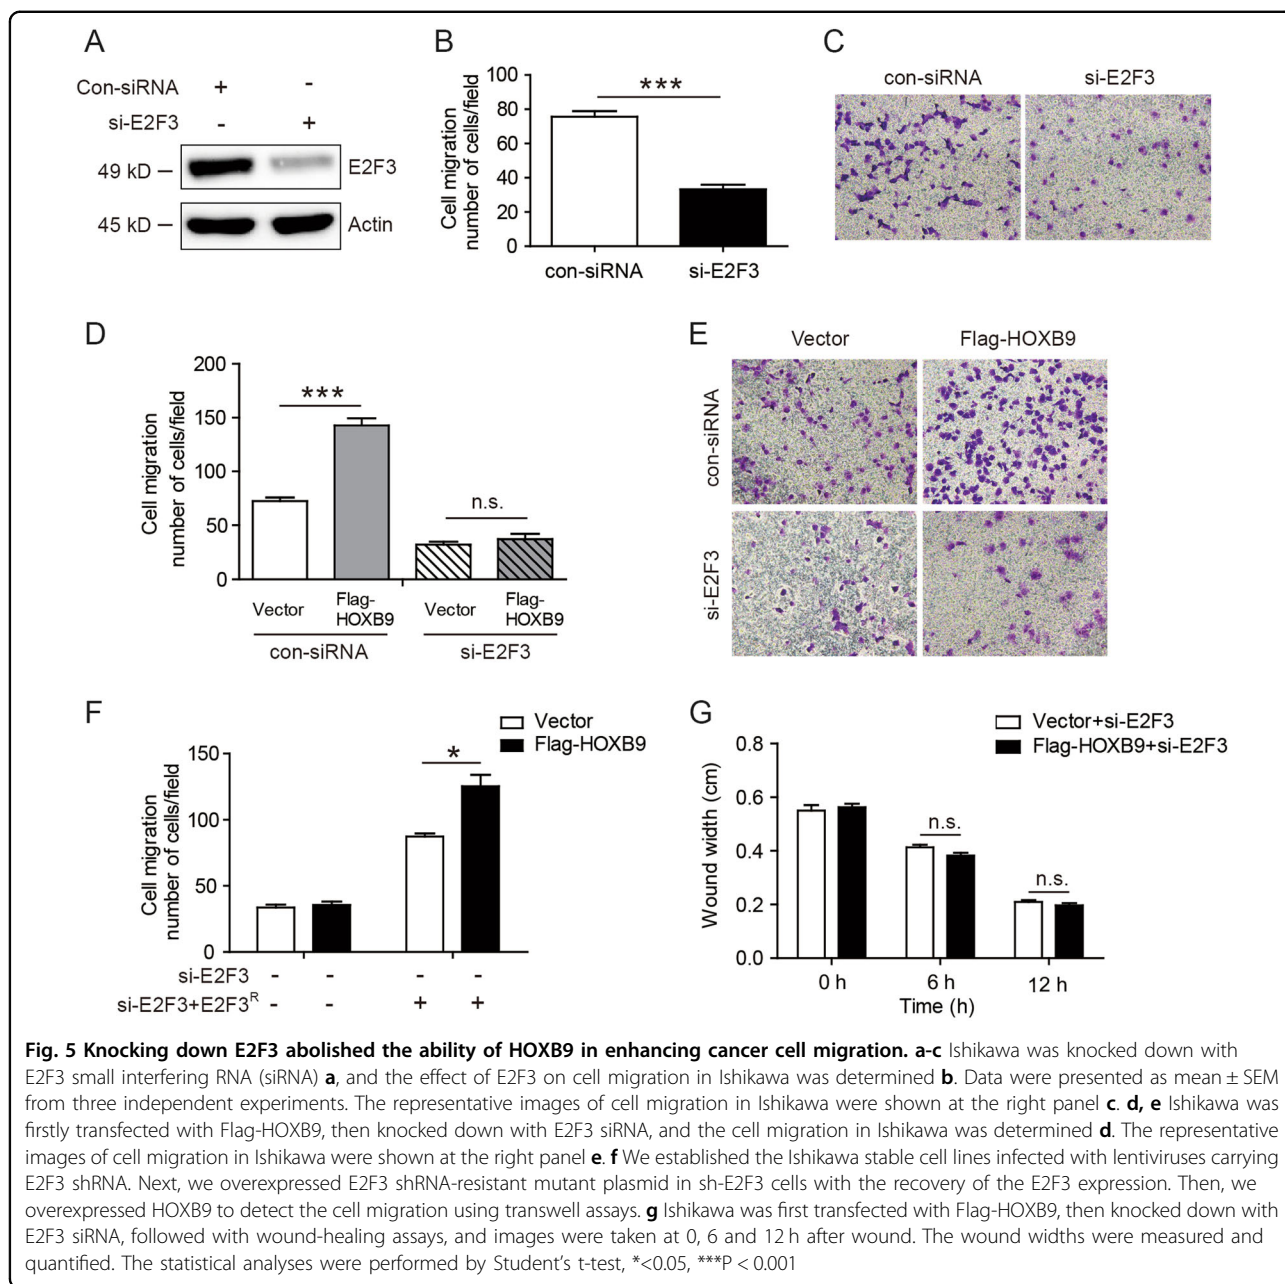 A
Con-siRNA + -
si-E2F3 - +
49 kD E2F3
45 kD Actin
B
Cell migration
number of cells/field
100
80
60
40
20
0
***
con-siRNA si-E2F3
C
con-siRNA si-E2F3
D
Cell migration
number of cells/field
200
150
100
50
0
***
n.s.
Vector Flag-HOXB9 Vector Flag-HOXB9
con-siRNA si-E2F3
E
Vector Flag-HOXB9
con-siRNA
si-E2F3
F
Vector
Flag-HOXB9
Cell migration
number of cells/field
150
100
50
0
*
si-E2F3 - - - -
si-E2F3+E2F3R - - + +
G
Vector+si-E2F3
Flag-HOXB9+si-E2F3
Wound width (cm)
0.8
0.6
0.4
0.2
0.0
n.s.
n.s.
0 h 6 h 12 h
Time (h)
Fig. 5 Knocking down E2F3 abolished the ability of HOXB9 in enhancing cancer cell migration. a-c Ishikawa was knocked down with
E2F3 small interfering RNA (siRNA) a, and the effect of E2F3 on cell migration in Ishikawa was determined b. Data were presented as mean ± SEM
from three independent experiments. The representative images of cell migration in Ishikawa were shown at the right panel c. d, e Ishikawa was
firstly transfected with Flag-HOXB9, then knocked down with E2F3 siRNA, and the cell migration in Ishikawa was determined d. The representative
images of cell migration in Ishikawa were shown at the right panel e. f We established the Ishikawa stable cell lines infected with lentiviruses carrying
E2F3 shRNA. Next, we overexpressed E2F3 shRNA-resistant mutant plasmid in sh-E2F3 cells with the recovery of the E2F3 expression. Then, we
overexpressed HOXB9 to detect the cell migration using transwell assays. g Ishikawa was first transfected with Flag-HOXB9, then knocked down with
E2F3 siRNA, followed with wound-healing assays, and images were taken at 0, 6 and 12 h after wound. The wound widths were measured and
quantified. The statistical analyses were performed by Student's t-test, *<0.05, ***P < 0.001